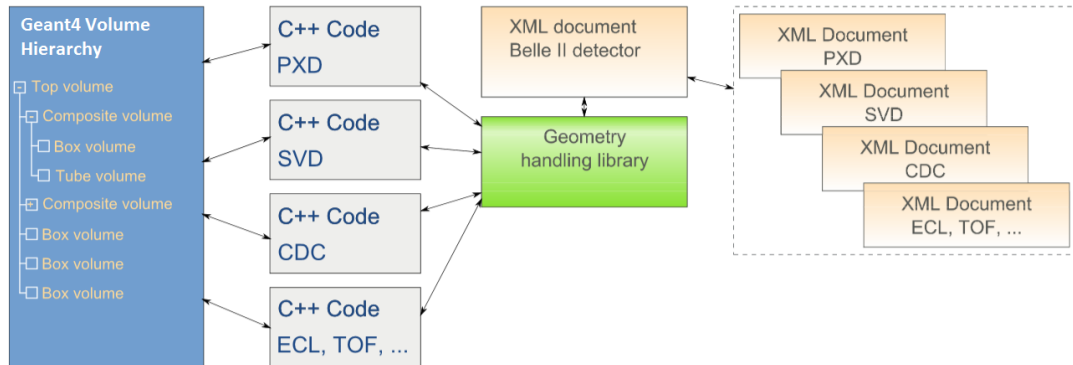 Geant4 Volume
Hierarchy
Top volume
Composite volume
Box volume
Tube volume
Composite volume
Box volume
Box volume
Box volume
C++ Code
PXD
C++ Code
SVD
C++ Code
CDC
C++ Code
ECL, TOF, ...
XML document
Belle II detector
Geometry
handling library
XML Document
PXD
XML Document
SVD
XML Document
CDC
XML Document
ECL, TOF, ...